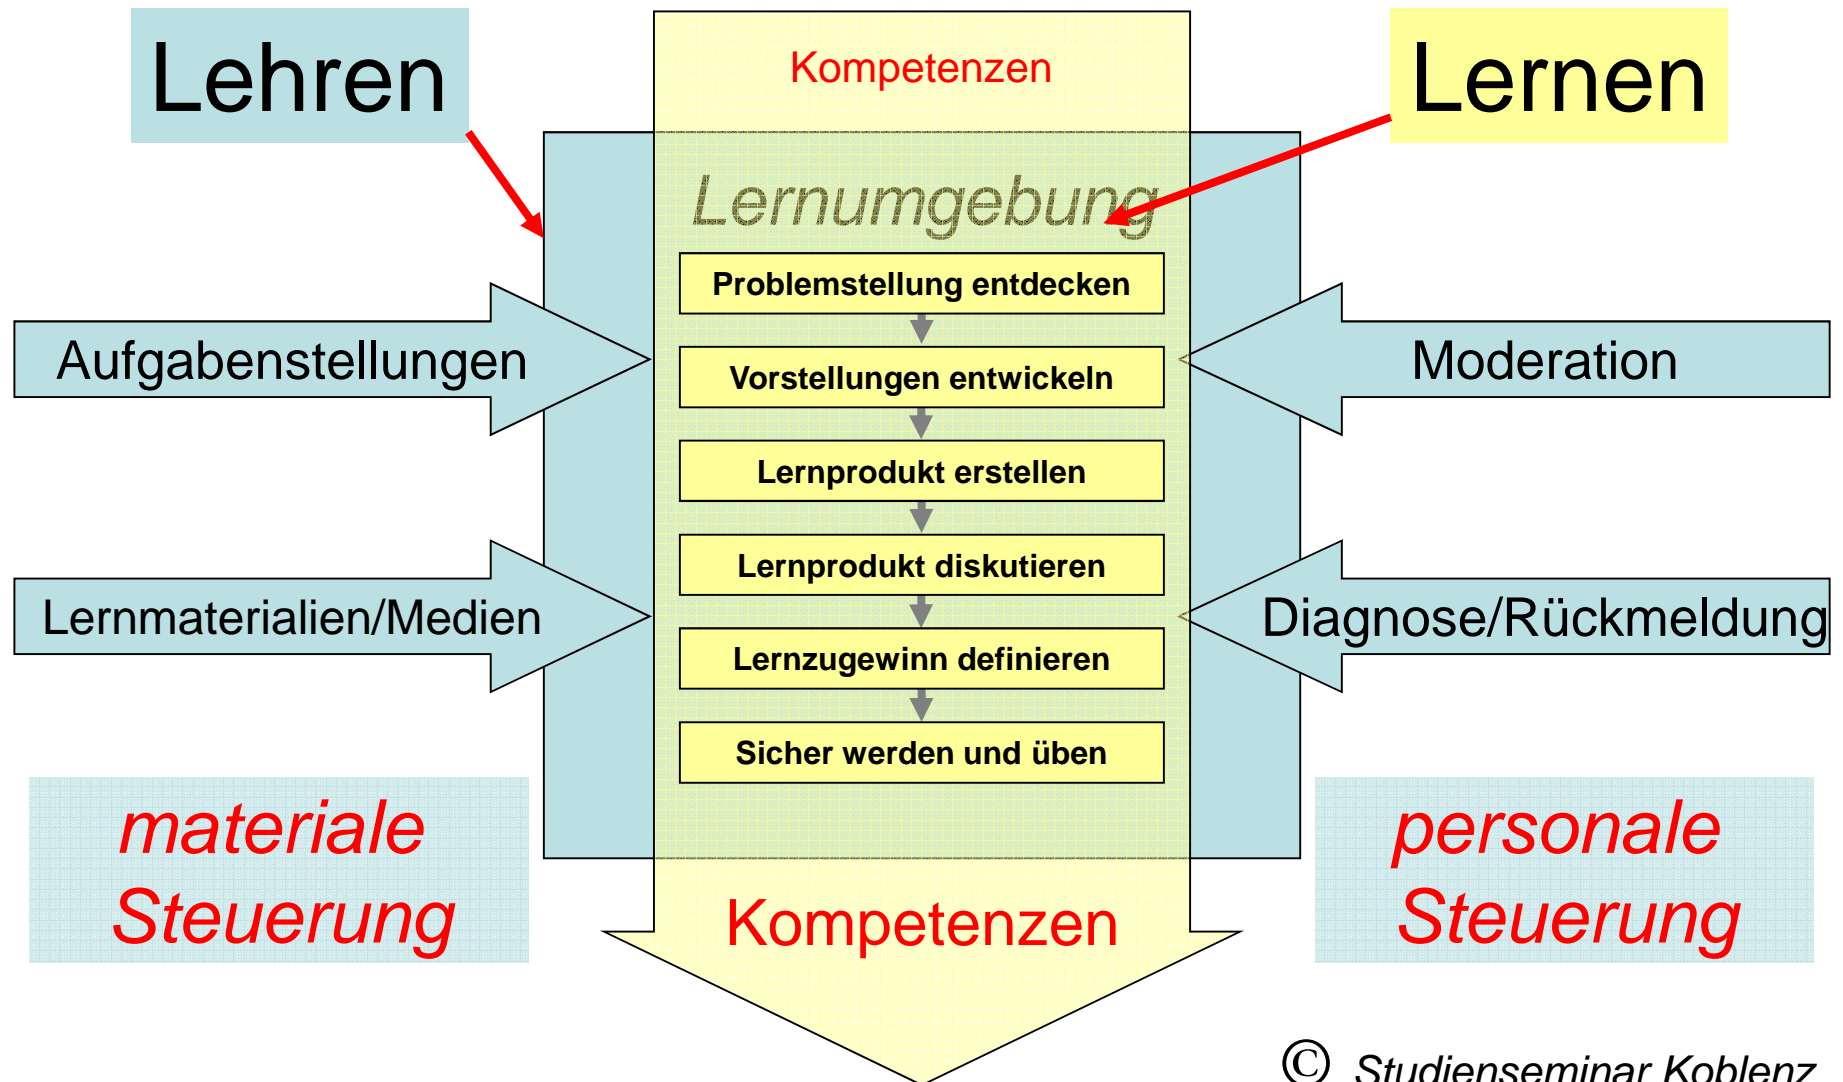 Lehren
Kompetenzen
Lernen
Lernumgebung
Problemstellung entdecken
Aufgabenstellungen
Vorstellungen entwickeln
Moderation
Lernprodukt erstellen
Lernprodukt diskutieren
Lernmaterialien/Medien
Diagnose/Rückmeldung
Lernzugewinn definieren
Sicher werden und üben
materiale
Steuerung
personale
Steuerung
Kompetenzen
© Studienseminar Koblenz